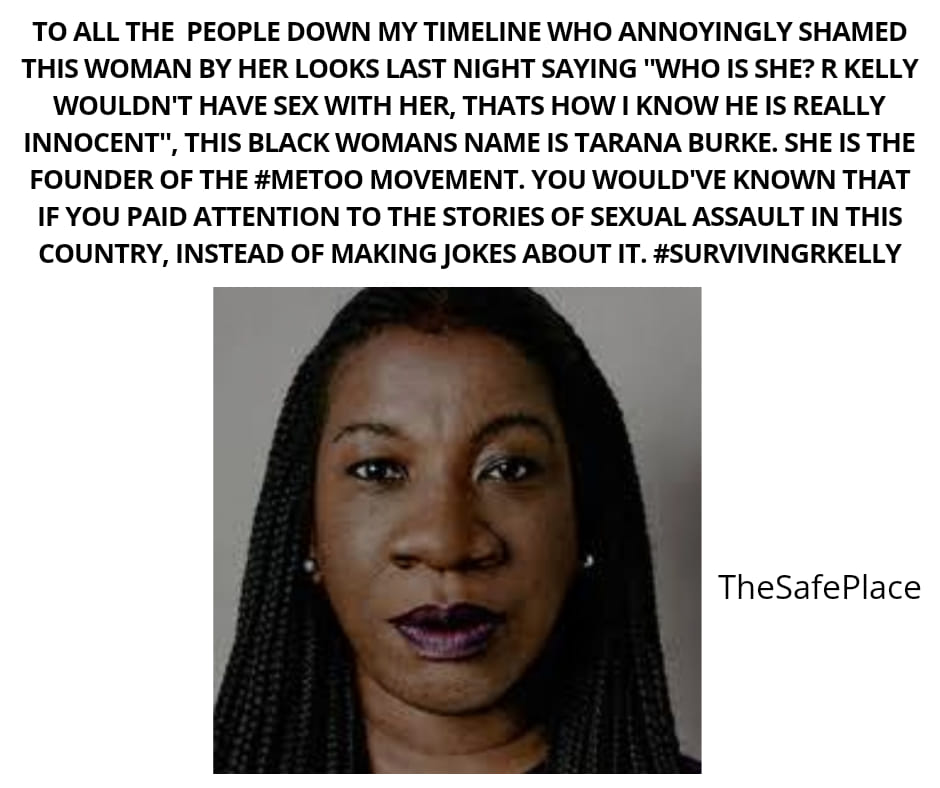 TO ALL THE  PEOPLE DOWN MY TIMELINE WHO ANNOYINGLY SHAMED
THIS WOMAN BY HER LOOKS LAST NIGHT SAYING "WHO IS SHE? R KELLY
WOULDN'T HAVE SEX WITH HER, THATS HOW I KNOW HE IS REALLY
INNOCENT", THIS BLACK WOMANS NAME IS TARANA BURKE. SHE IS THE
FOUNDER OF THE #METOO MOVEMENT. YOU WOULD'VE KNOWN THAT
IF YOU PAID ATTENTION TO THE STORIES OF SEXUAL ASSAULT IN THIS
COUNTRY, INSTEAD OF MAKING JOKES ABOUT IT. #SURVIVINGRKELLY
TheSafePlace